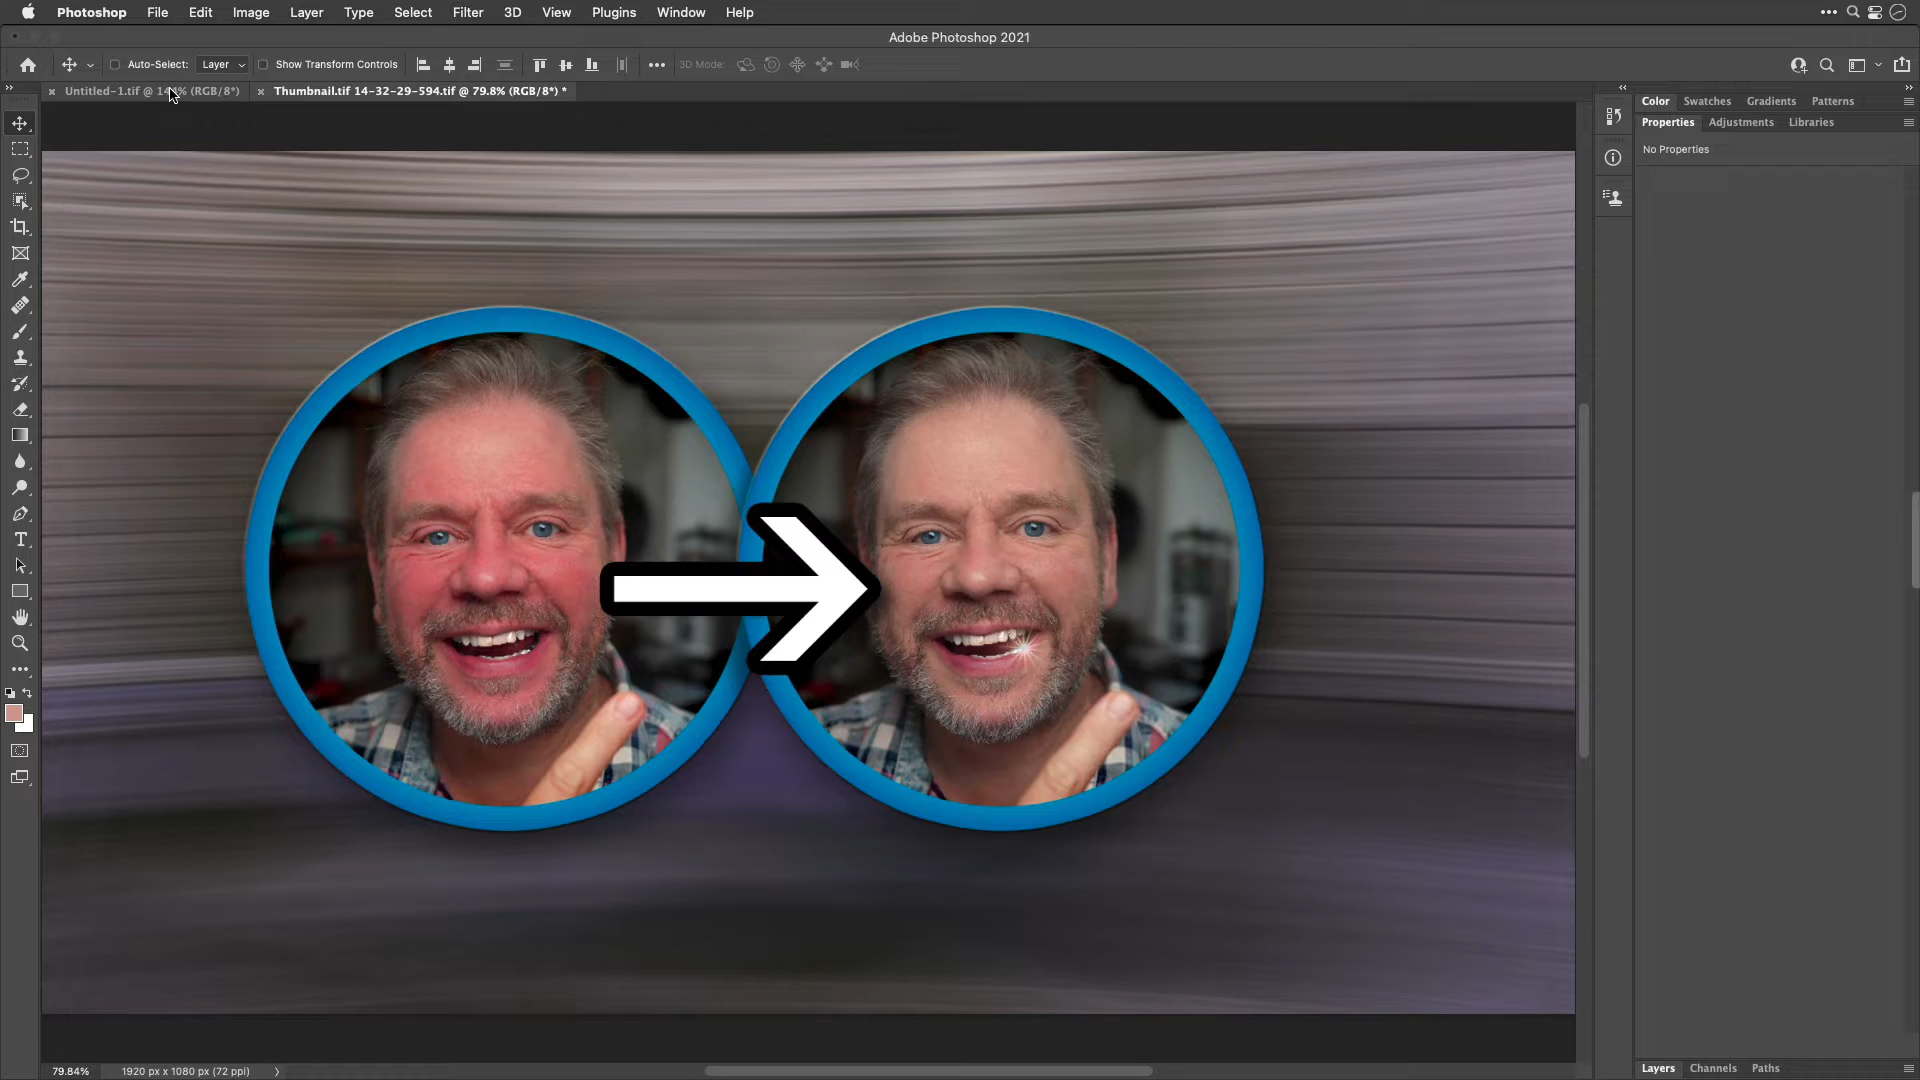 Photoshop File Edit Image Layer Type Select Filter 3D View Plugins Window Help
Adobe Photoshop 2021
Auto-Select: Layer Show Transform Controls 3D Mode:
Untitled-1.tif @ 144% (RGB/8*) Thumbnail.tif 14-32-29-594.tif @ 79.8% (RGB/8*) *
Color Swatches Gradients Patterns
Properties Adjustments Libraries
No Properties
79.84% 1920 px x 1080 px (72 ppi)
Layers Channels Paths